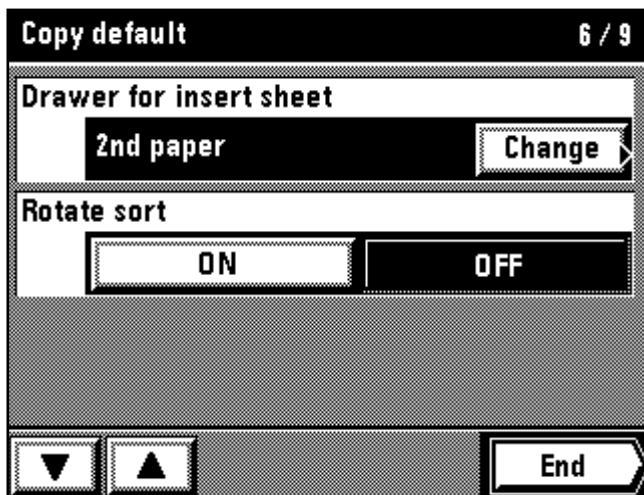 Copy default 6 / 9
Drawer for insert sheet
2nd paper Change
Rotate sort
ON OFF
End